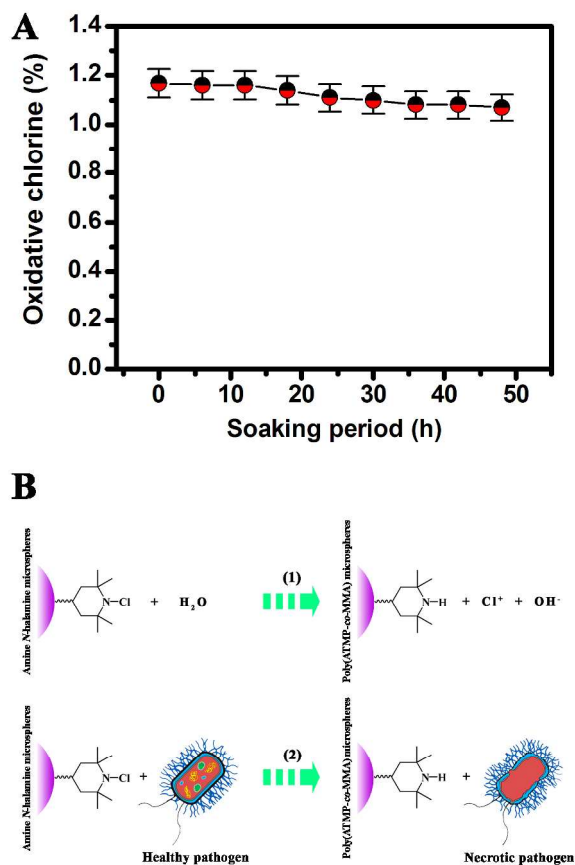 A
Oxidative chlorine (%)
1.4
1.2
1.0
0.8
0.6
0.4
0.2
0.0
0 10 20 30 40 50
Soaking period (h)
B
Amine N-halamine microspheres
N—Cl + H₂O
(1)
Poly(ATMP-co-MMA) microspheres
N—H + Cl⁺ + OH⁻
Amine N-halamine microspheres
N—Cl +
(2)
Poly(ATMP-co-MMA) microspheres
N—H +
Healthy pathogen
Necrotic pathogen